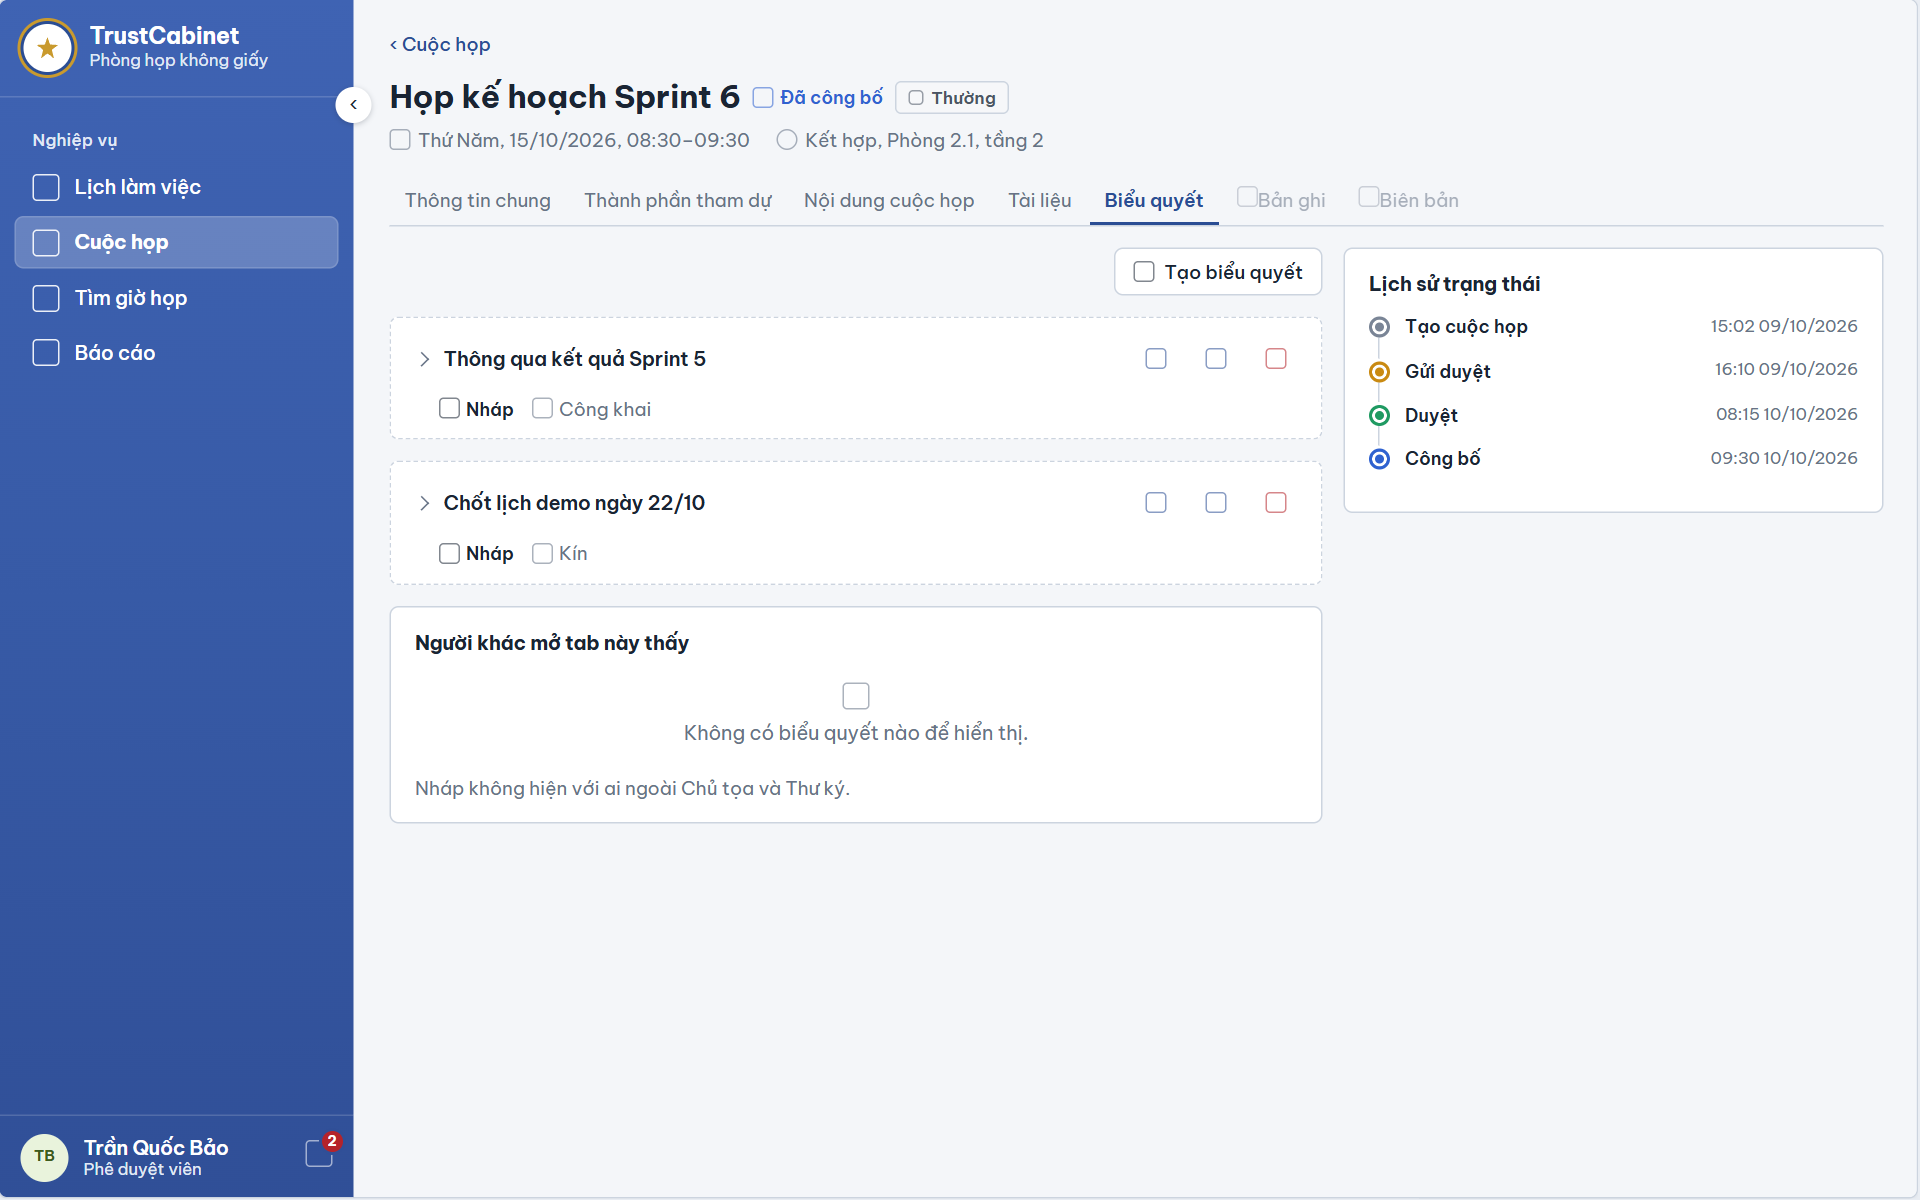 TrustCabinet
Phòng họp không giấy
Nghiệp vụ
Lịch làm việc
Cuộc họp
Tìm giờ họp
Báo cáo
TB
Trần Quốc Bảo
Phê duyệt viên
2
‹ Cuộc họp
Họp kế hoạch Sprint 6 Đã công bố Thường
Thứ Năm, 15/10/2026, 08:30–09:30 Kết hợp, Phòng 2.1, tầng 2
Thông tin chung Thành phần tham dự Nội dung cuộc họp Tài liệu Biểu quyết Bản ghi Biên bản
Tạo biểu quyết
Thông qua kết quả Sprint 5
Nháp Công khai
Chốt lịch demo ngày 22/10
Nháp Kín
Người khác mở tab này thấy
Không có biểu quyết nào để hiển thị.
Nháp không hiện với ai ngoài Chủ tọa và Thư ký.
Lịch sử trạng thái
Tạo cuộc họp 15:02 09/10/2026
Gửi duyệt 16:10 09/10/2026
Duyệt 08:15 10/10/2026
Công bố 09:30 10/10/2026